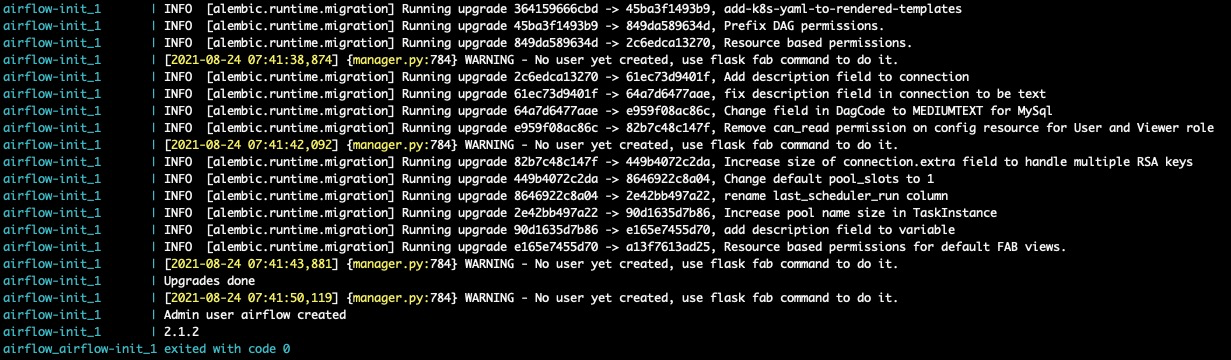 airflow-init_1 | INFO [alembic.runtime.migration] Running upgrade 364159666cbd -> 45ba3f1493b9, add-k8s-yaml-to-rendered-templates
airflow-init_1 | INFO [alembic.runtime.migration] Running upgrade 45ba3f1493b9 -> 849da589634d, Prefix DAG permissions.
airflow-init_1 | INFO [alembic.runtime.migration] Running upgrade 849da589634d -> 2c6edca13270, Resource based permissions.
airflow-init_1 | [2021-08-24 07:41:38,874] {manager.py:784} WARNING - No user yet created, use flask fab command to do it.
airflow-init_1 | INFO [alembic.runtime.migration] Running upgrade 2c6edca13270 -> 61ec73d9401f, Add description field to connection
airflow-init_1 | INFO [alembic.runtime.migration] Running upgrade 61ec73d9401f -> 64a7d6477aae, fix description field in connection to be text
airflow-init_1 | INFO [alembic.runtime.migration] Running upgrade 64a7d6477aae -> e959f08ac86c, Change field in DagCode to MEDIUMTEXT for MySql
airflow-init_1 | INFO [alembic.runtime.migration] Running upgrade e959f08ac86c -> 82b7c48c147f, Remove can_read permission on config resource for User and Viewer role
airflow-init_1 | [2021-08-24 07:41:42,092] {manager.py:784} WARNING - No user yet created, use flask fab command to do it.
airflow-init_1 | INFO [alembic.runtime.migration] Running upgrade 82b7c48c147f -> 449b4072c2da, Increase size of connection.extra field to handle multiple RSA keys
airflow-init_1 | INFO [alembic.runtime.migration] Running upgrade 449b4072c2da -> 8646922c8a04, Change default pool_slots to 1
airflow-init_1 | INFO [alembic.runtime.migration] Running upgrade 8646922c8a04 -> 2e42bb497a22, rename last_scheduler_run column
airflow-init_1 | INFO [alembic.runtime.migration] Running upgrade 2e42bb497a22 -> 90d1635d7b86, Increase pool name size in TaskInstance
airflow-init_1 | INFO [alembic.runtime.migration] Running upgrade 90d1635d7b86 -> e165e7455d70, add description field to variable
airflow-init_1 | INFO [alembic.runtime.migration] Running upgrade e165e7455d70 -> a13f7613ad25, Resource based permissions for default FAB views.
airflow-init_1 | [2021-08-24 07:41:43,881] {manager.py:784} WARNING - No user yet created, use flask fab command to do it.
airflow-init_1 | Upgrades done
airflow-init_1 | [2021-08-24 07:41:50,119] {manager.py:784} WARNING - No user yet created, use flask fab command to do it.
airflow-init_1 | Admin user airflow created
airflow-init_1 | 2.1.2
airflow_airflow-init_1 exited with code 0